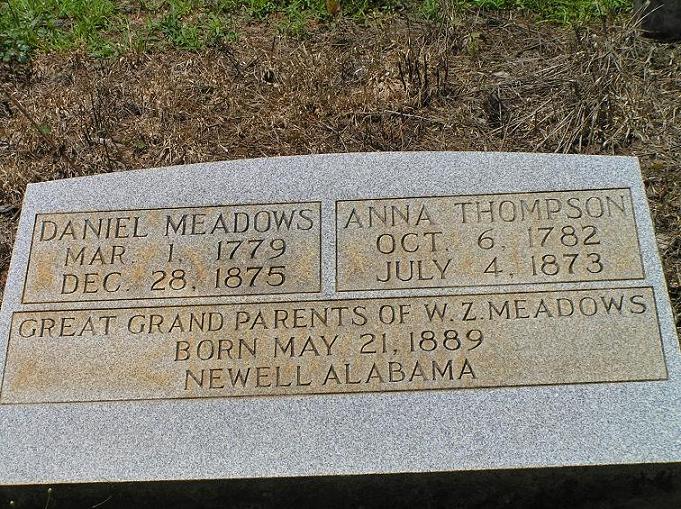 DANIEL MEADOWS
MAR. 1, 1779
DEC. 28, 1875
ANNA THOMPSON
OCT. 6, 1782
JULY 4, 1873
GREAT GRAND PARENTS OF W. Z. MEADOWS
BORN MAY 21, 1889
NEWELL ALABAMA